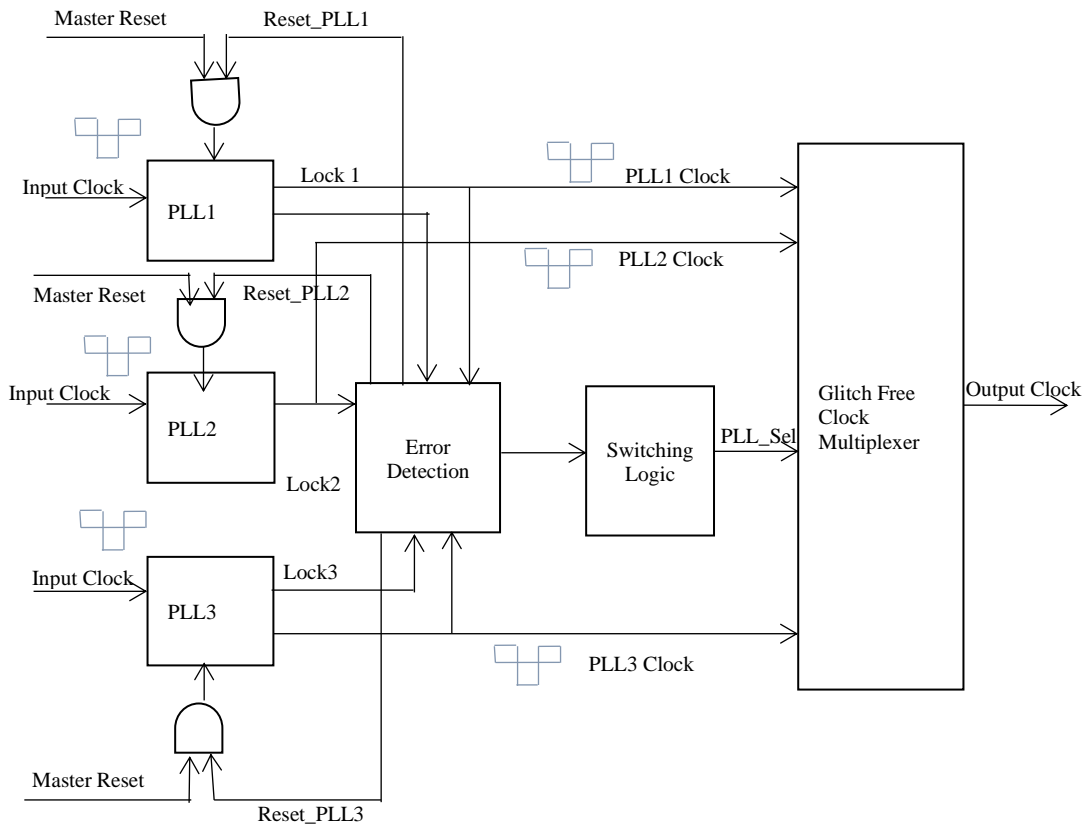 Master Reset
Reset_PLL1
Input Clock
PLL1
Lock 1
PLL1 Clock
PLL2 Clock
Master Reset
Reset_PLL2
Input Clock
PLL2
Lock2
Error
Detection
Switching
Logic
PLL_Sel
Glitch Free
Clock
Multiplexer
Output Clock
Input Clock
PLL3
Lock3
PLL3 Clock
Master Reset
Reset_PLL3